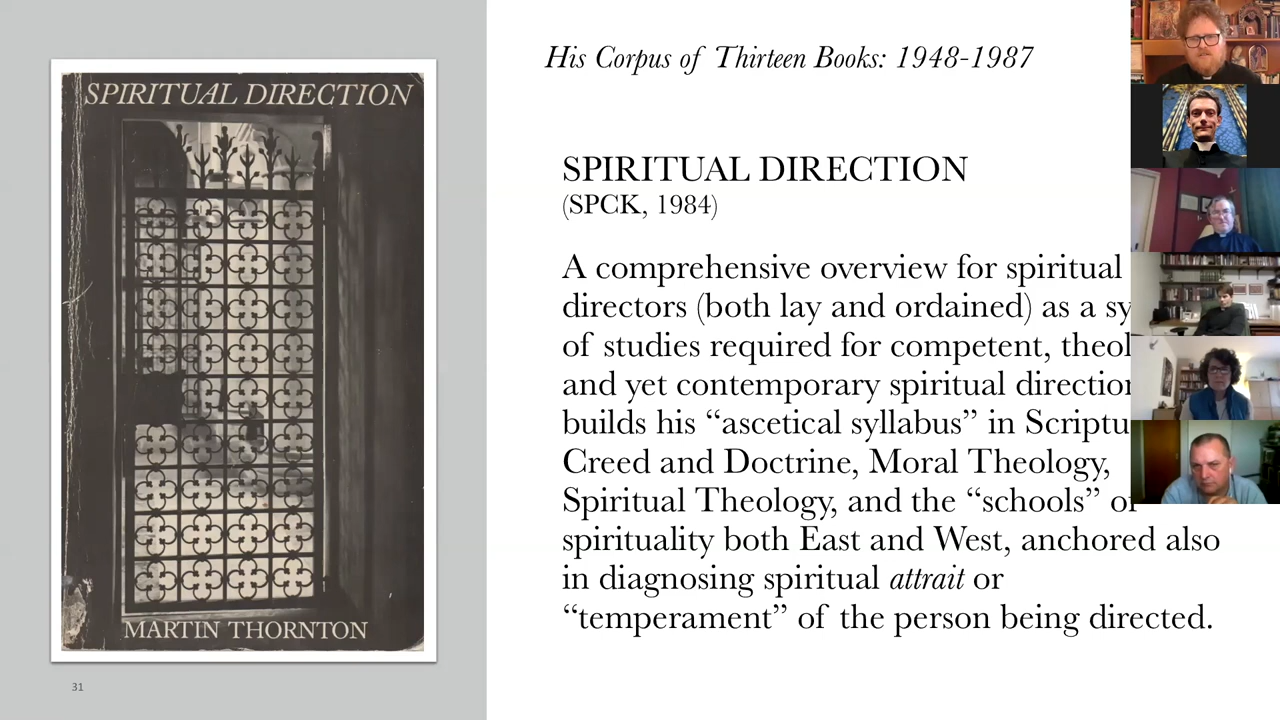 SPIRITUAL DIRECTION
MARTIN THORNTON
31
His Corpus of Thirteen Books: 1948-1987
SPIRITUAL DIRECTION
(SPCK, 1984)
A comprehensive overview for spiritual
directors (both lay and ordained) as a
of studies required for competent,
and yet contemporary spiritual
builds his “ascetical syllabus” in
Creed and Doctrine, Moral Theology,
Spiritual Theology, and the “schools”
spirituality both East and West, anchored also
in diagnosing spiritual attrait or
“temperament” of the person being directed.